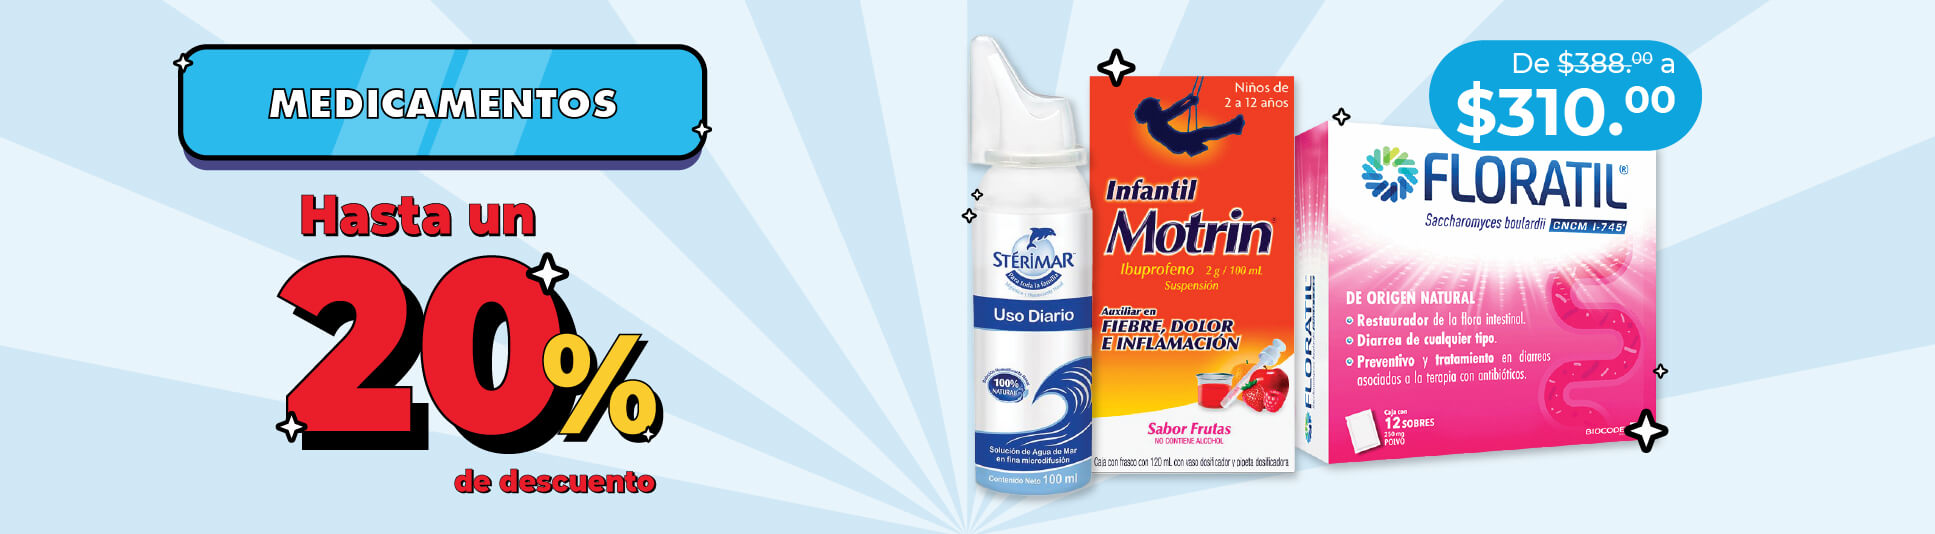 MEDICAMENTOS
Hasta un
20%
de descuento
De $388.00 a
$310.00
STÉRIMAR
Para toda la familia
Uso Diario
100%
NATURAL
Solución de Agua de Mar
en fina microdifusión
Contenido Neto 100 ml
Niños de
2 a 12 años
Infantil
Motrin®
Ibuprofeno 2 g / 100 mL
Suspensión
Auxiliar en
FIEBRE, DOLOR
E INFLAMACIÓN
Sabor Frutas
NO CONTIENE ALCOHOL
Caja con frasco con 120 mL con vaso dosificador y pipeta dosificadora
FLORATIL
FLORATIL®
Saccharomyces boulardii CNCM I-745
DE ORIGEN NATURAL
Restaurador de la flora intestinal.
Diarrea de cualquier tipo.
Preventivo y tratamiento en diarreas
asociadas a la terapia con antibióticos.
Caja con
12 SOBRES
250 mg
POLVO